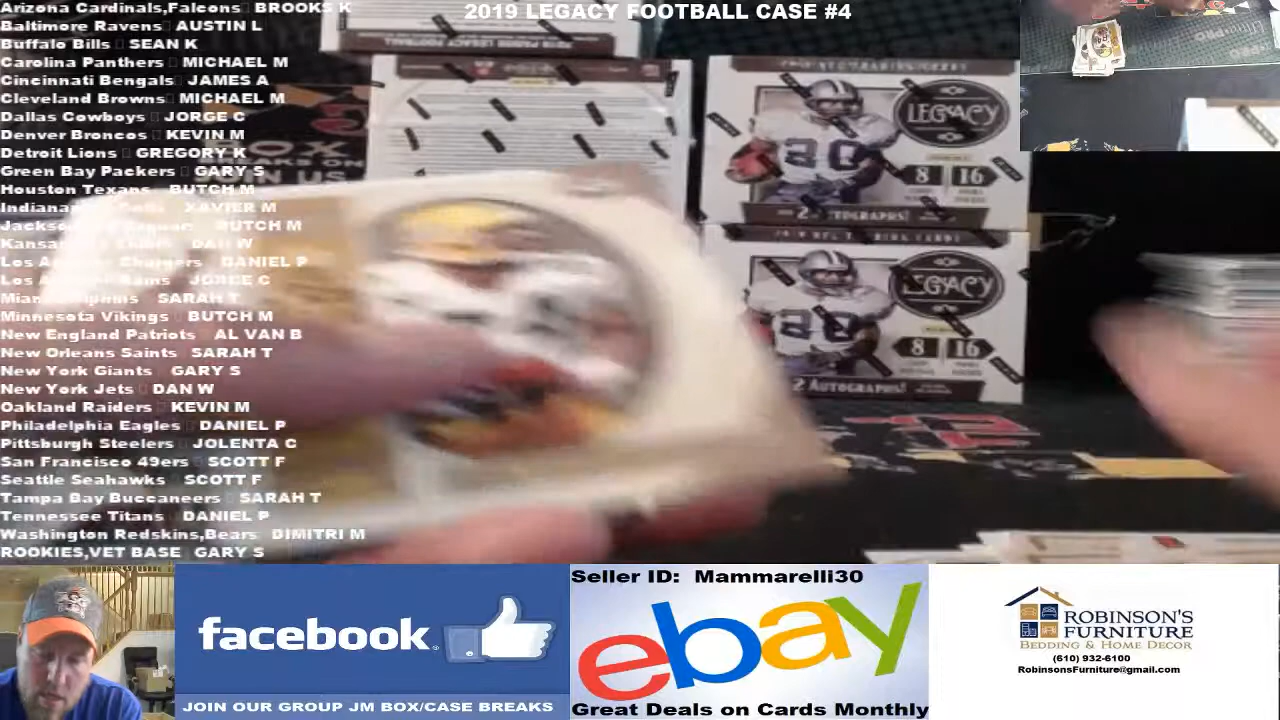 2019 LEGACY FOOTBALL CASE #4
Arizona Cardinals,Falcons BROOKS K
Baltimore Ravens AUSTIN L
Buffalo Bills SEAN K
Carolina Panthers MICHAEL M
Cincinnati Bengals JAMES A
Cleveland Browns MICHAEL M
Dallas Cowboys JORGE C
Denver Broncos KEVIN M
Detroit Lions GREGORY K
Green Bay Packers GARY S
Houston Texans BUTCH M
XAVIER M
BUTCH M
DAN W
DANIEL P
JORGE C
SARAH T
Minnesota Vikings BUTCH M
New England Patriots AL VAN B
New Orleans Saints SARAH T
New York Giants GARY S
New York Jets DAN W
Oakland Raiders KEVIN M
Philadelphia Eagles DANIEL P
Pittsburgh Steelers JOLENTA C
San Francisco 49ers SCOTT F
Seattle Seahawks SCOTT F
Tampa Bay Buccaneers SARAH T
Tennessee Titans DANIEL P
Washington Redskins,Bears DIMITRI M
ROOKIES,VET BASE GARY S
BOX
JOIN US
LEGACY
20
8 16
2 AUTOGRAPHS!
LEGACY
20
8 16
2 AUTOGRAPHS!
facebook
JOIN OUR GROUP JM BOX/CASE BREAKS
Seller ID: Mammarelli30
ebay
Great Deals on Cards Monthly
ROBINSON'S
FURNITURE
BEDDING & HOME DECOR
(610) 932-6100
RobinsonsFurniture@gmail.com